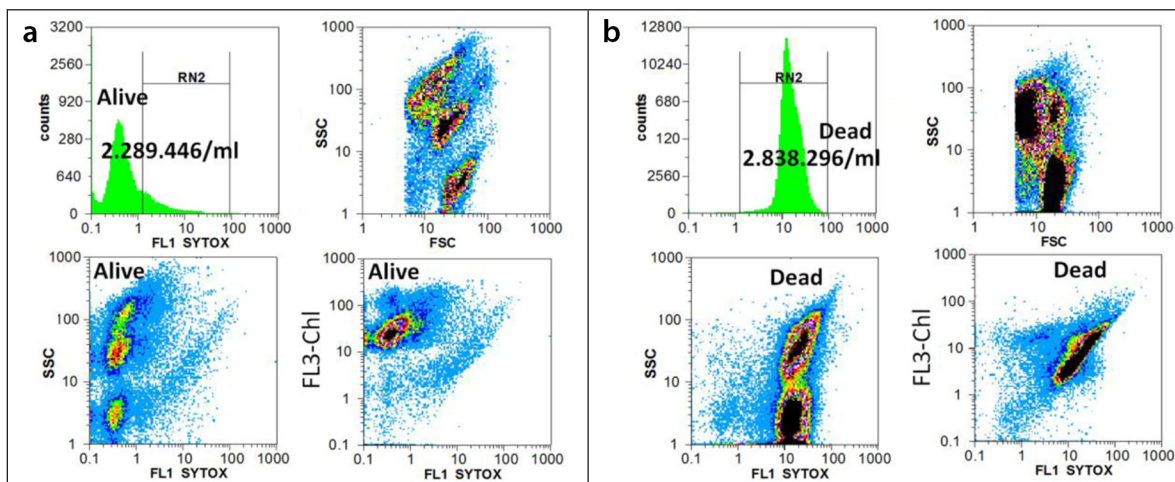 a
3200
2560
920
280
640
0
counts
RN2
Alive
2.289.446/ml
0.1 1 10 100 1000
FL1 SYTOX
1000
100
10
1
SSC
1 10 100 1000
FSC
1000
100
10
1
SSC
Alive
0.1 1 10 100 1000
FL1 SYTOX
1000
100
10
1
0.1
FL3-Chl
Alive
0.1 1 10 100 1000
FL1 SYTOX
b
12800
10240
680
120
2560
0
counts
RN2
Dead
2.838.296/ml
0.1 1 10 100 1000
FL1 SYTOX
1000
100
10
1
SSC
1 10 100 1000
FSC
1000
100
10
1
SSC
Dead
0.1 1 10 100 1000
FL1 SYTOX
1000
100
10
1
0.1
FL3-Chl
Dead
0.1 1 10 100 1000
FL1 SYTOX